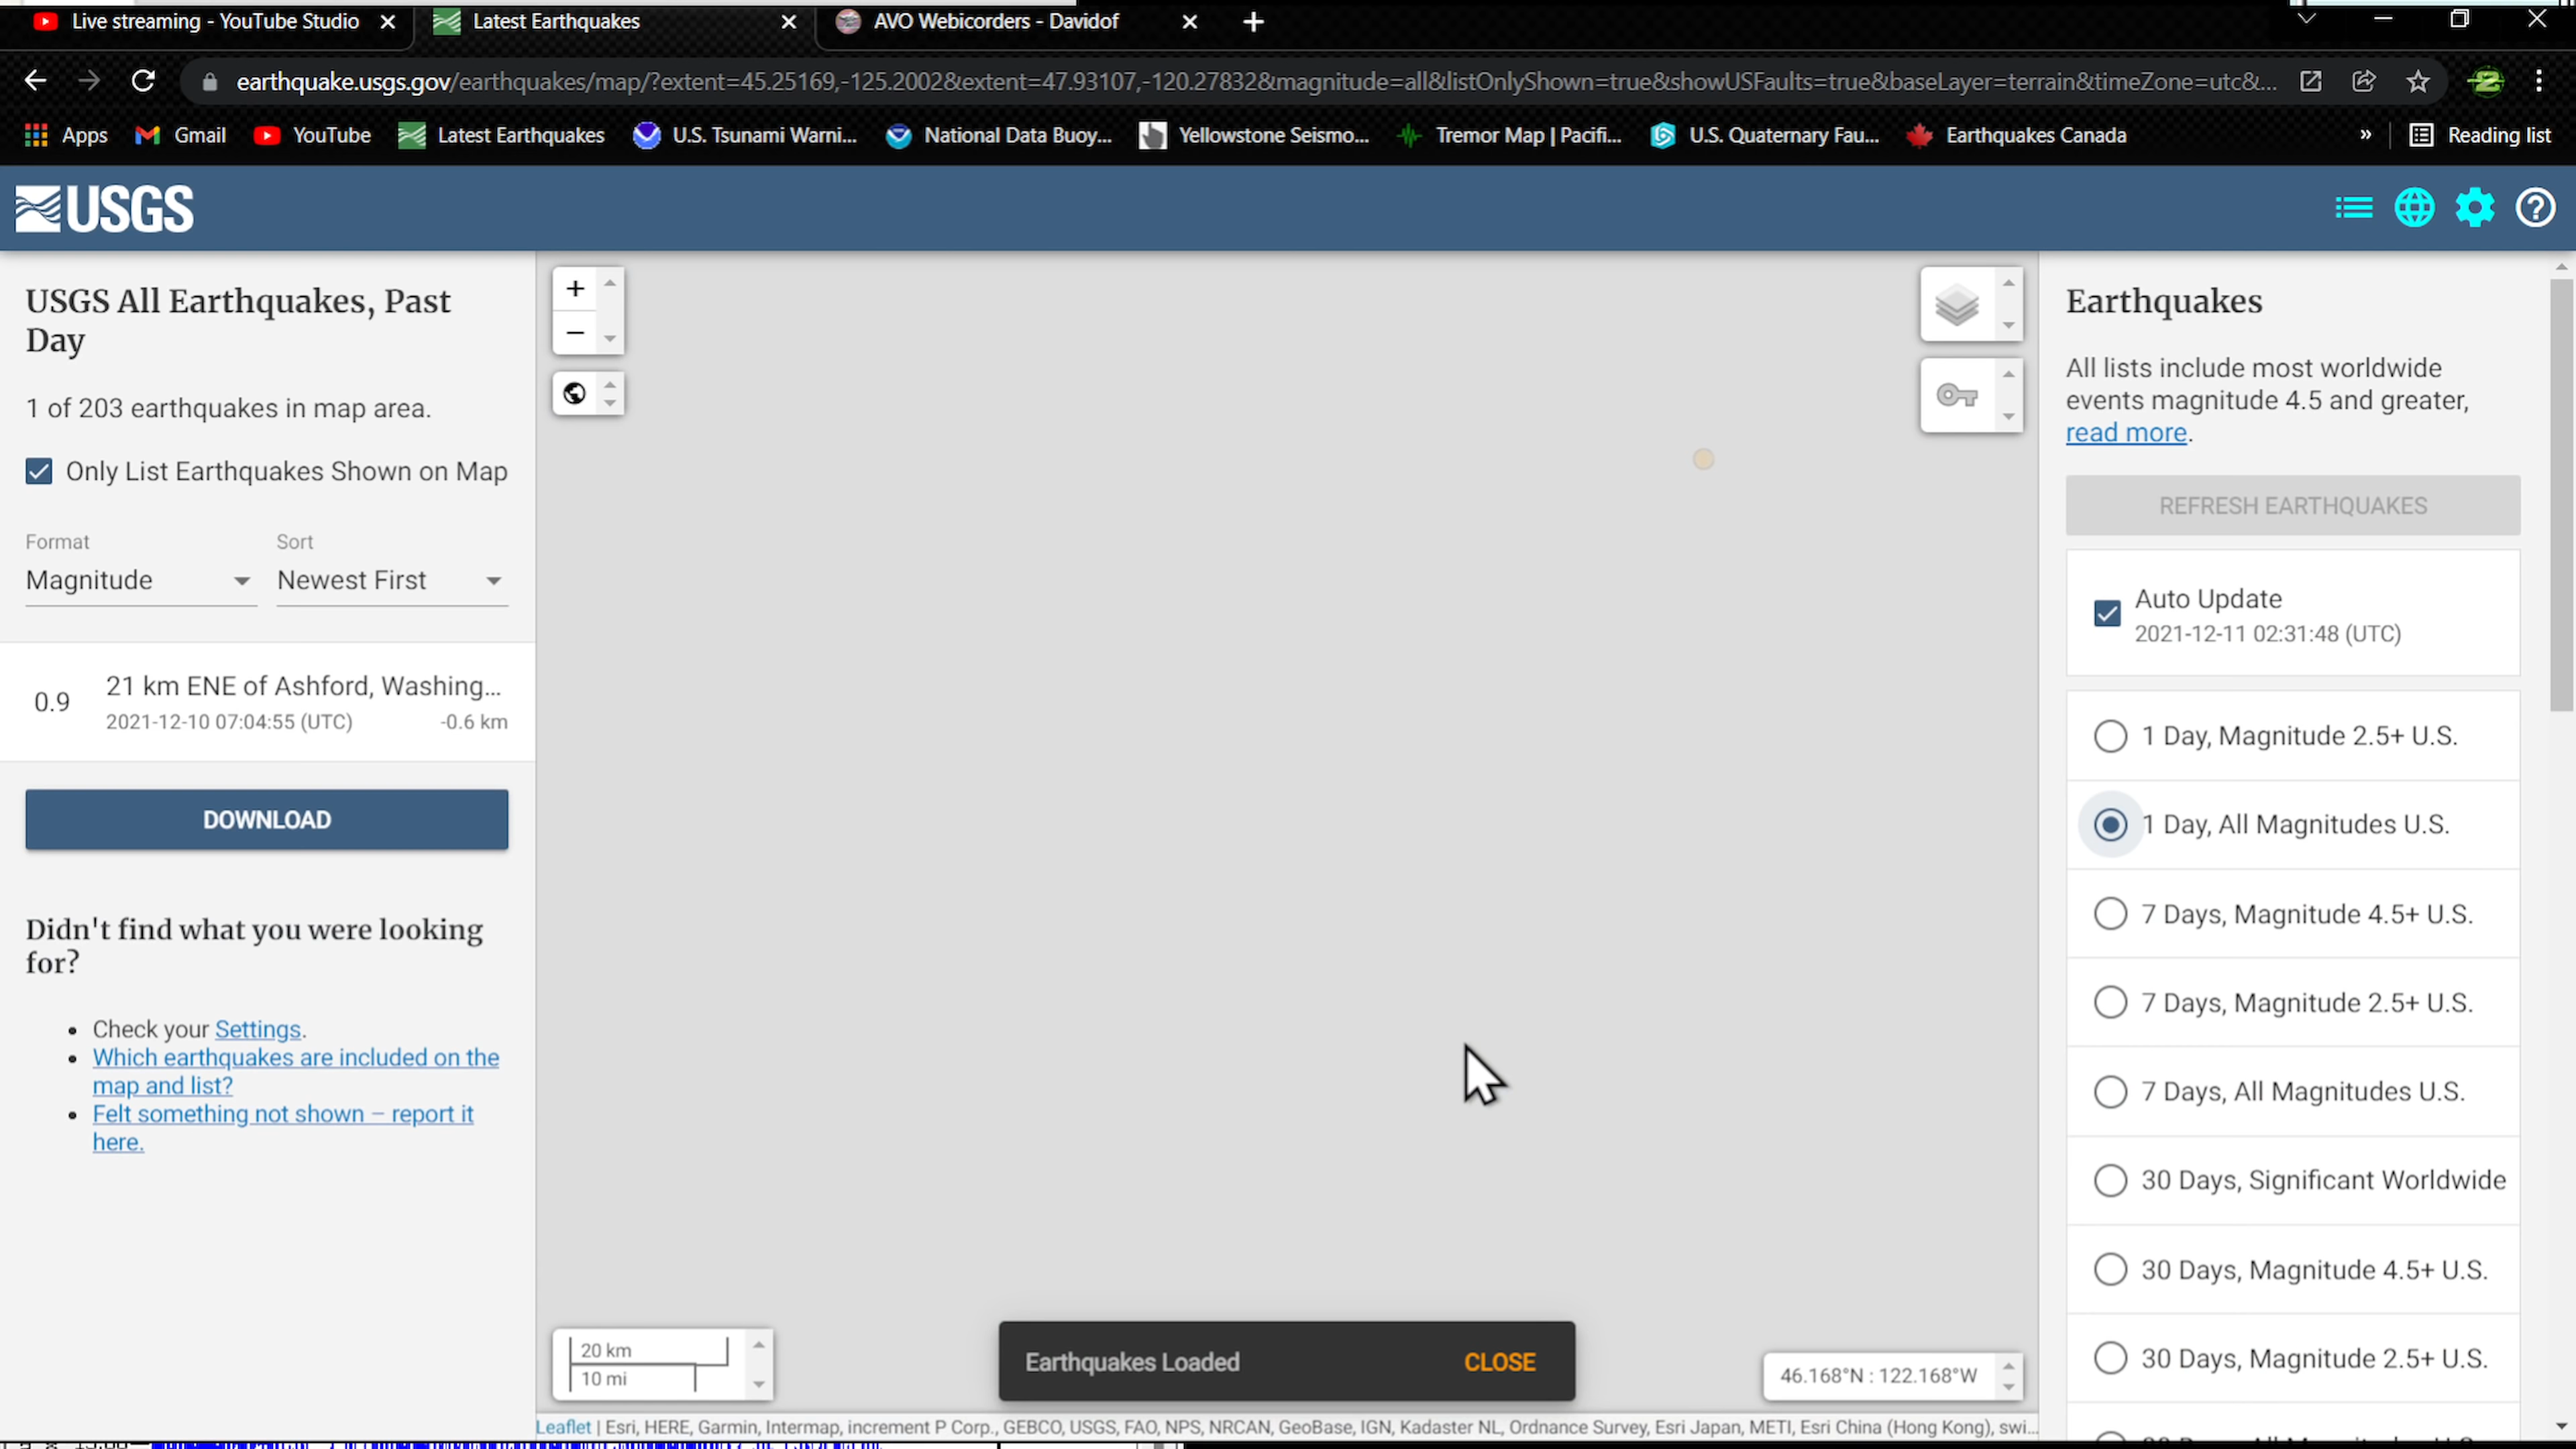 Live streaming - YouTube Studio
Latest Earthquakes
AVO Webicorders - Davidof
earthquake.usgs.gov/earthquakes/map/?extent=45.25169,-125.2002&extent=47.93107,-120.27832&magnitude=all&listOnlyShown=true&showUSFaults=true&baseLayer=terrain&timeZone=utc&...
Apps
Gmail
YouTube
Latest Earthquakes
U.S. Tsunami Warni...
National Data Buoy...
Yellowstone Seismo...
Tremor Map | Pacifi...
U.S. Quaternary Fau...
Earthquakes Canada
»
Reading list
USGS
USGS All Earthquakes, Past
Day
1 of 203 earthquakes in map area.
Only List Earthquakes Shown on Map
Format
Sort
Magnitude
Newest First
0.9
21 km ENE of Ashford, Washing...
2021-12-10 07:04:55 (UTC)
-0.6 km
DOWNLOAD
Didn't find what you were looking
for?
• Check your Settings.
• Which earthquakes are included on the
map and list?
• Felt something not shown – report it
here.
+
−
20 km
10 mi
Earthquakes Loaded
CLOSE
46.168°N : 122.168°W
Leaflet | Esri, HERE, Garmin, Intermap, increment P Corp., GEBCO, USGS, FAO, NPS, NRCAN, GeoBase, IGN, Kadaster NL, Ordnance Survey, Esri Japan, METI, Esri China (Hong Kong), swi...
Earthquakes
All lists include most worldwide
events magnitude 4.5 and greater,
read more.
REFRESH EARTHQUAKES
Auto Update
2021-12-11 02:31:48 (UTC)
1 Day, Magnitude 2.5+ U.S.
1 Day, All Magnitudes U.S.
7 Days, Magnitude 4.5+ U.S.
7 Days, Magnitude 2.5+ U.S.
7 Days, All Magnitudes U.S.
30 Days, Significant Worldwide
30 Days, Magnitude 4.5+ U.S.
30 Days, Magnitude 2.5+ U.S.